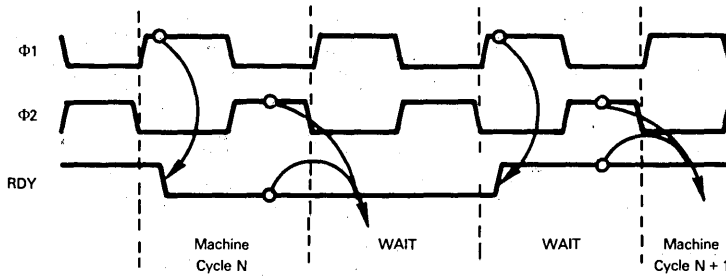 Φ1
Φ2
RDY
Machine
Cycle N
WAIT
WAIT
Machine
Cycle N + 1